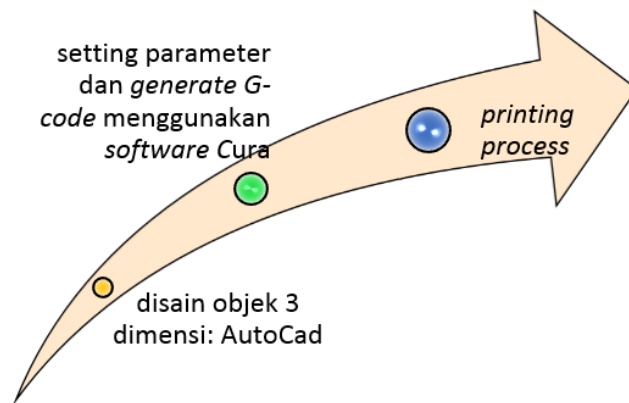 setting parameter
dan generate G-
code menggunakan
software Cura
printing
process
disain objek 3
dimensi: AutoCad